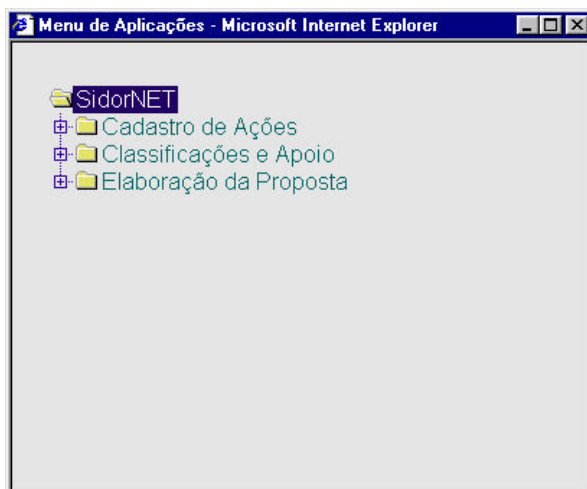 Menu de Aplicações - Microsoft Internet Explorer
SidorNET
Cadastro de Ações
Classificações e Apoio
Elaboração da Proposta